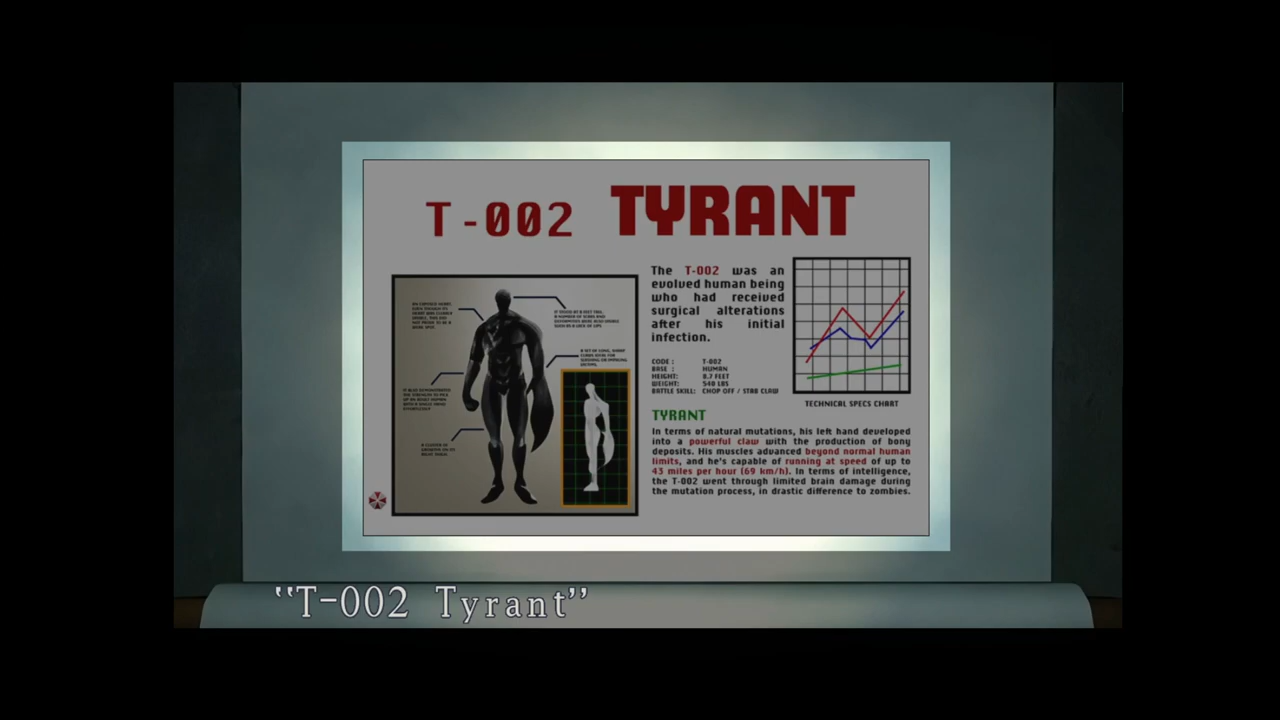 T-002 TYRANT
The T-002 was an
evolved human being
who had received
surgical alterations
after his initial
infection.
CODE : T-002
BASE : HUMAN
HEIGHT: 8.7 FEET
WEIGHT: 540 LBS
BATTLE SKILL: CHOP OFF / STAB CLAW
TECHNICAL SPECS CHART
TYRANT
In terms of natural mutations, his left hand developed
into a powerful claw with the production of bony
deposits. His muscles advanced beyond normal human
limits, and he's capable of running at speed of up to
43 miles per hour (69 km/h). In terms of intelligence,
the T-002 went through limited brain damage during
the mutation process, in drastic difference to zombies.
“T-002 Tyrant”